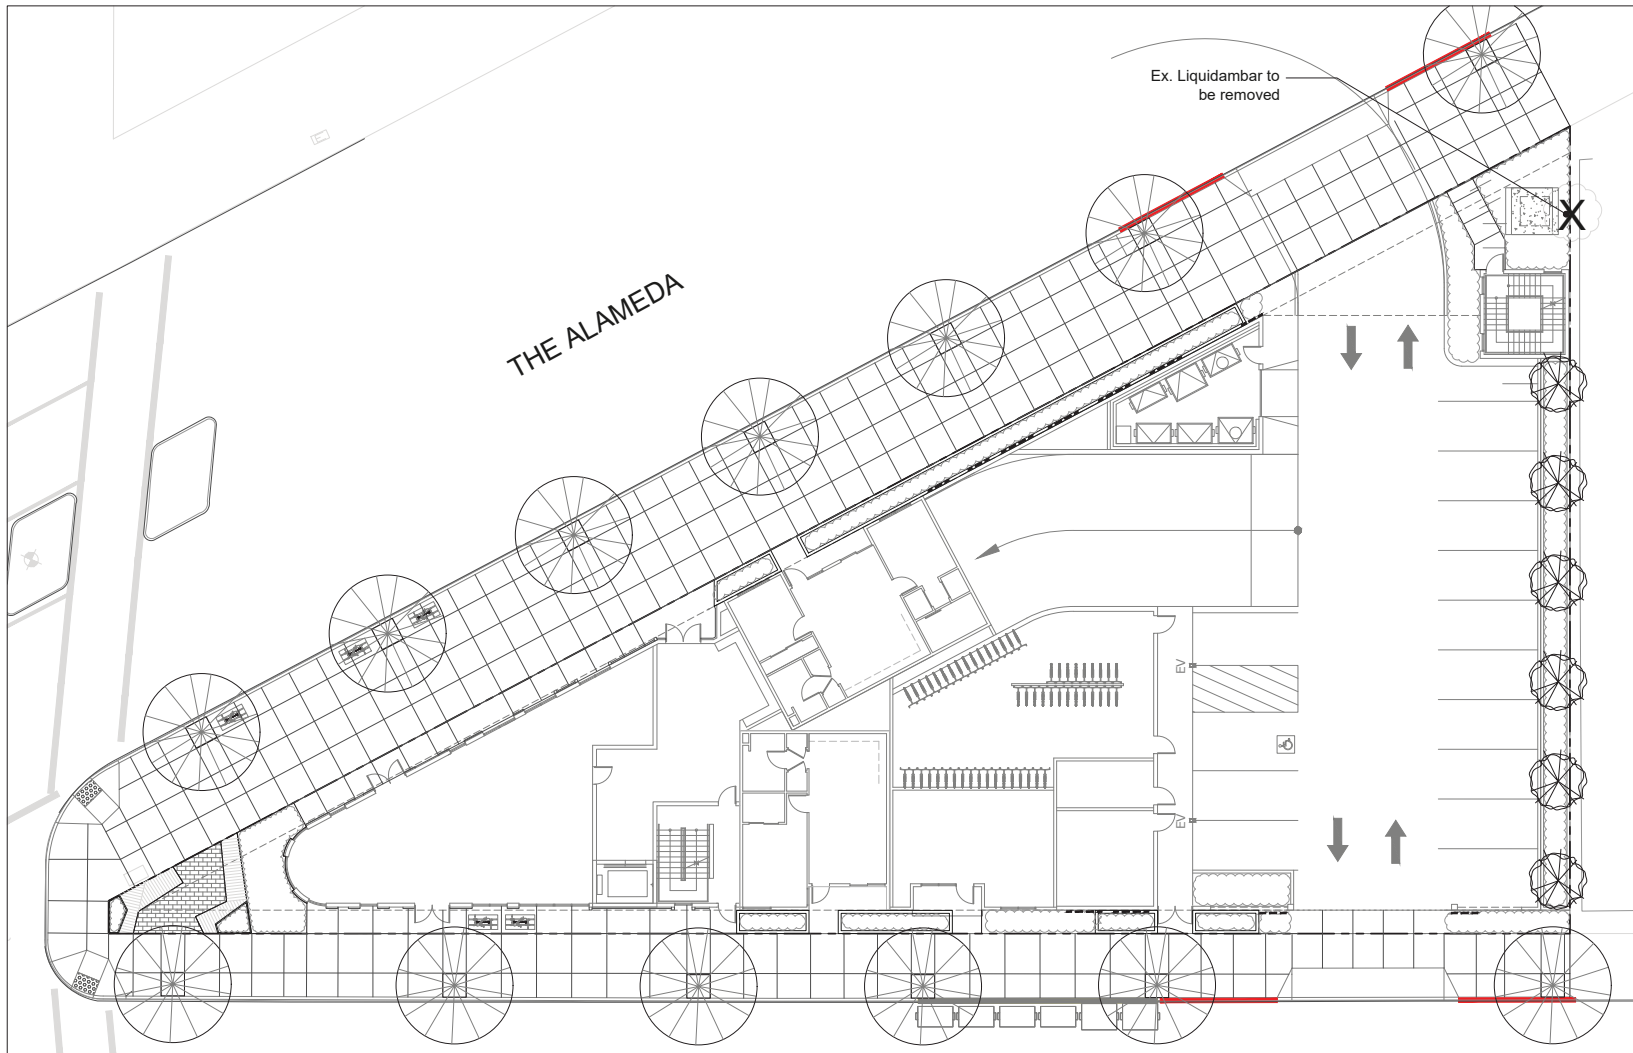 Ex. Liquidambar to
be removed
X
THE ALAMEDA
EV
EV